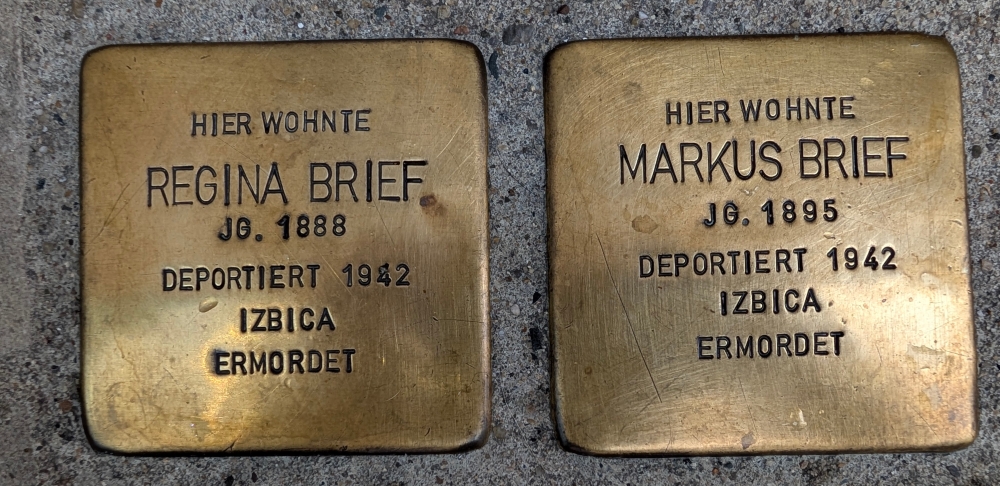 HIER WOHNTE
REGINA BRIEF
JG. 1888
DEPORTIERT 1942
IZBICA
ERMORDET
HIER WOHNTE
MARKUS BRIEF
JG. 1895
DEPORTIERT 1942
IZBICA
ERMORDET